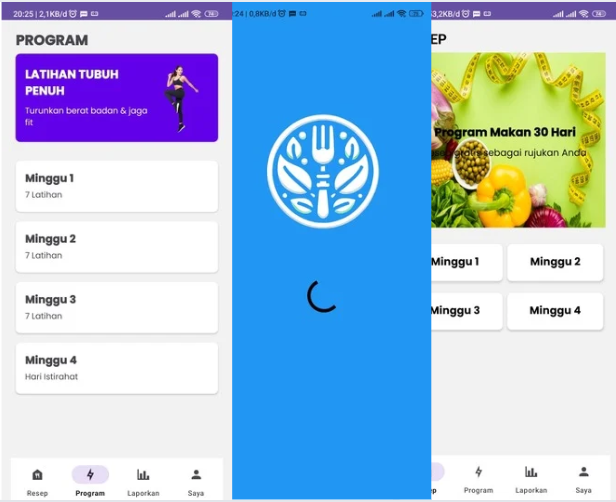 20:25 | 2,1KB/d
PROGRAM
LATIHAN TUBUH
PENUH
Turunkan berat badan & jaga
fit
Minggu 1
7 Latihan
Minggu 2
7 Latihan
Minggu 3
7 Latihan
Minggu 4
Hari Istirahat
Resep
Program
Laporkan
Saya
:24 | 0,8KB/d
3,2KB/d
EP
Program Makan 30 Hari
sebagai rujukan Anda
Minggu 1
Minggu 2
Minggu 3
Minggu 4
ep
Program
Laporkan
Saya